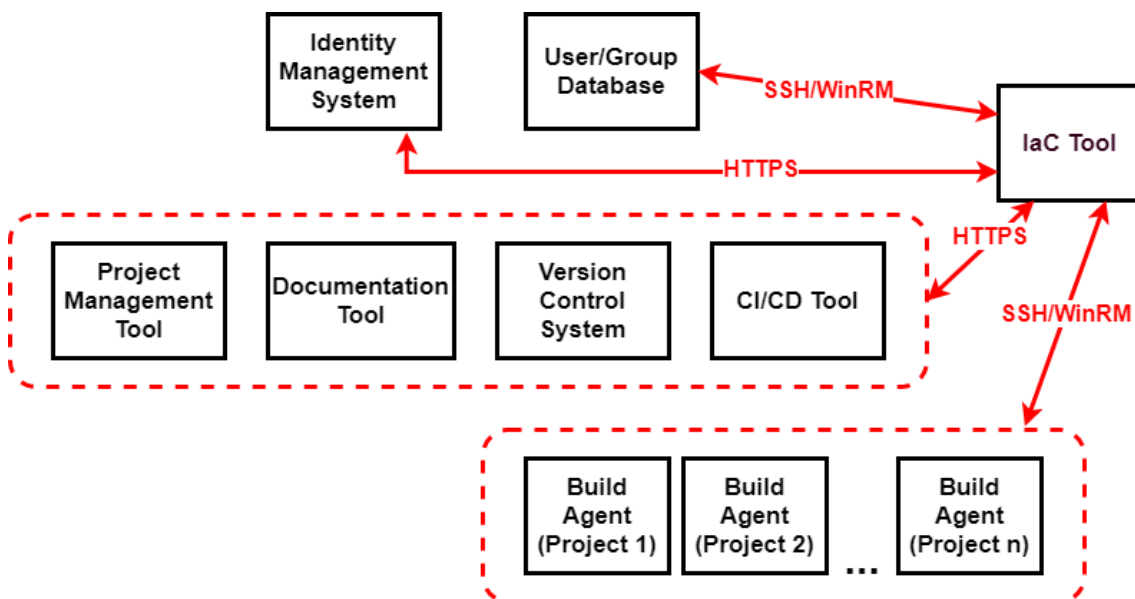 Identity
Management
System
User/Group
Database
SSH/WinRM
IaC Tool
HTTPS
HTTPS
Project
Management
Tool
Documentation
Tool
Version
Control
System
CI/CD Tool
SSH/WinRM
Build
Agent
(Project 1)
Build
Agent
(Project 2)
...
Build
Agent
(Project n)